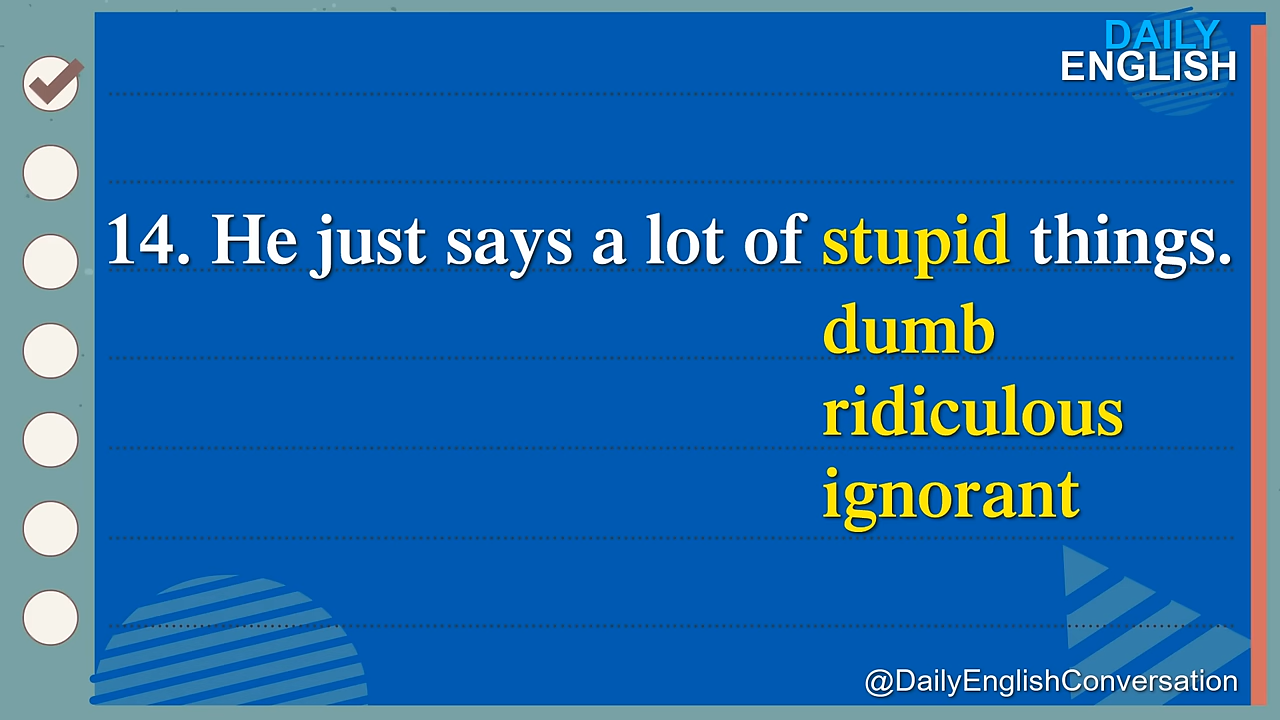 DAILY
ENGLISH
14. He just says a lot of stupid things.
dumb
ridiculous
ignorant
@DailyEnglishConversation